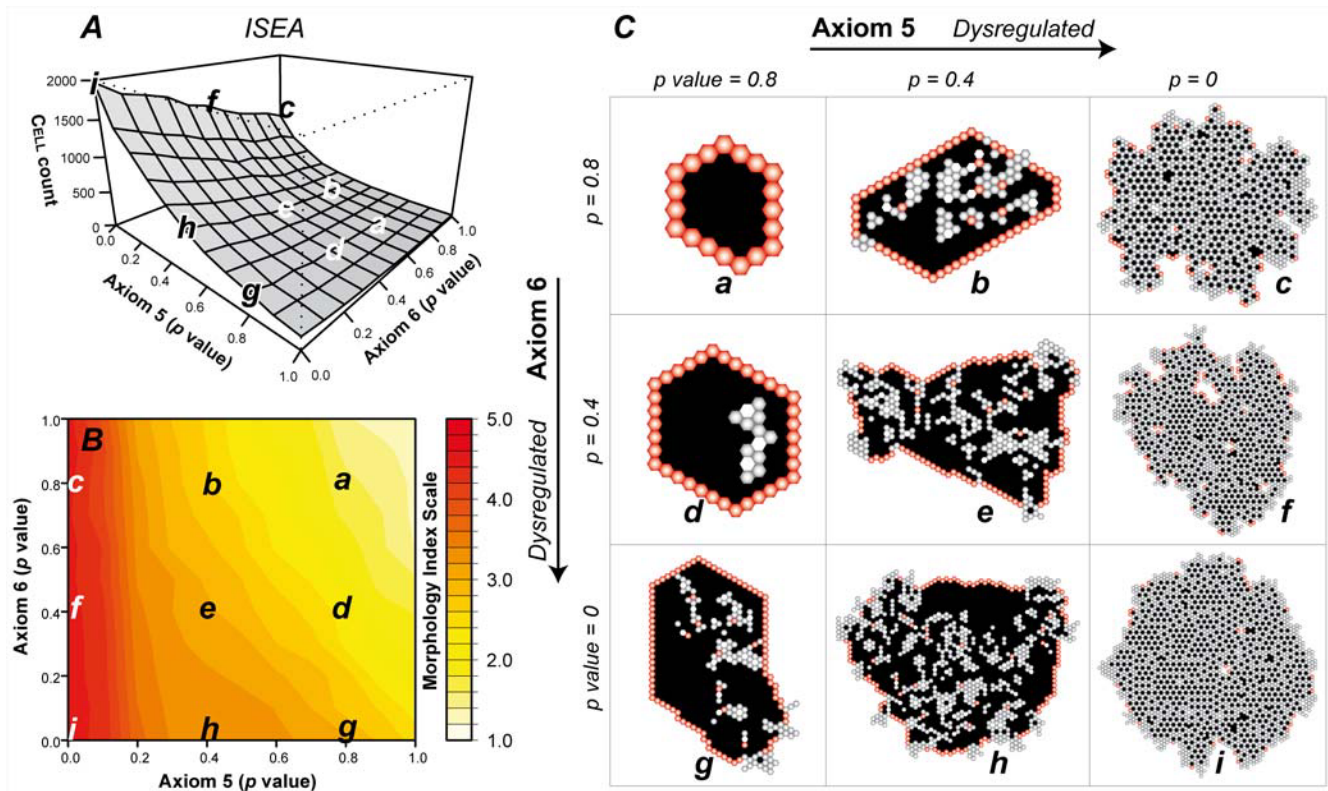 A
ISEA
CELL count
2000
1500
1000
500
0
0.0
0.2
0.4
0.6
0.8
1.0
Axiom 5 (p value)
0.0
0.2
0.4
0.6
0.8
1.0
Axiom 6 (p value)
i
f
c
b
e
a
h
d
g
B
Axiom 6 (p value)
1.0
0.8
0.6
0.4
0.2
0.0
c
b
a
f
e
d
i
h
g
0.0
0.2
0.4
0.6
0.8
1.0
Axiom 5 (p value)
Morphology Index Scale
5.0
4.0
3.0
2.0
1.0
C
Axiom 5 Dysregulated
p value = 0.8
p = 0.4
p = 0
Axiom 6 Dysregulated
p = 0.8
p = 0.4
p value = 0
a
b
c
d
e
f
g
h
i